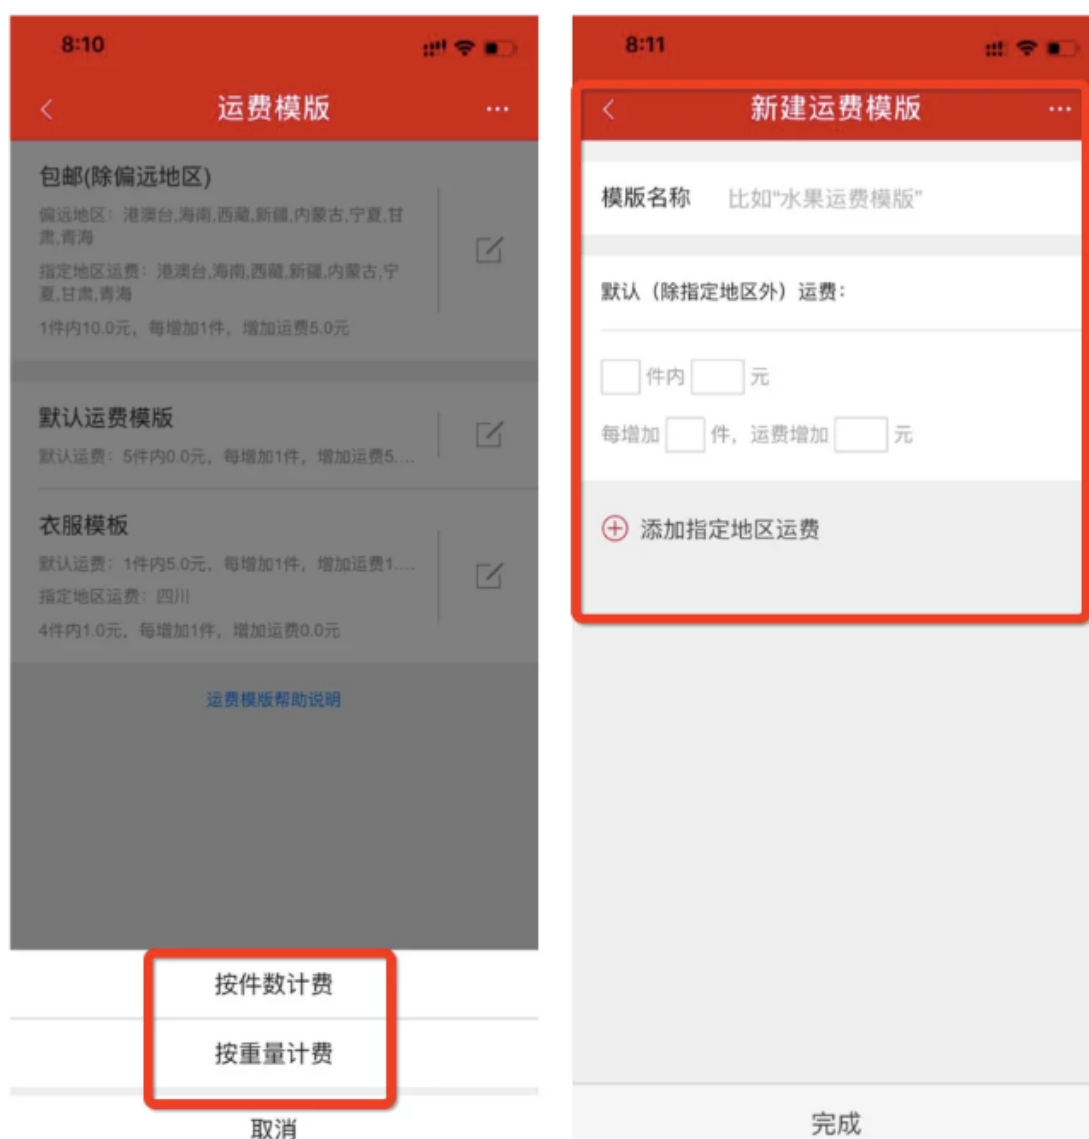 8:10
运费模版
包邮(除偏远地区)
偏远地区：港澳台,海南,西藏,新疆,内蒙古,宁夏,甘
肃,青海
指定地区运费：港澳台,海南,西藏,新疆,内蒙古,宁
夏,甘肃,青海
1件内10.0元，每增加1件，增加运费5.0元
默认运费模版
默认运费：5件内0.0元，每增加1件，增加运费5....
衣服模板
默认运费：1件内5.0元，每增加1件，增加运费1....
指定地区运费：四川
4件内1.0元，每增加1件，增加运费0.0元
运费模版帮助说明
按件数计费
按重量计费
取消
8:11
新建运费模版
模版名称 比如“水果运费模版”
默认（除指定地区外）运费：
件内 元
每增加 件，运费增加 元
添加指定地区运费
完成